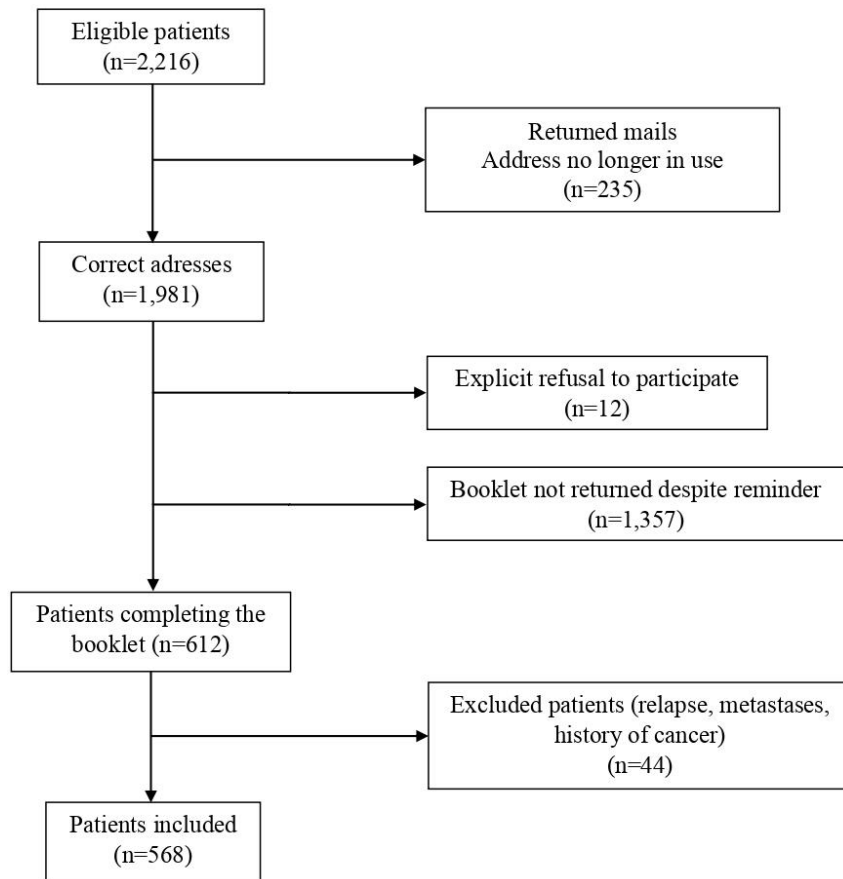 Eligible patients
(n=2,216)
Returned mails
Address no longer in use
(n=235)
Correct adresses
(n=1,981)
Explicit refusal to participate
(n=12)
Booklet not returned despite reminder
(n=1,357)
Patients completing the
booklet (n=612)
Excluded patients (relapse, metastases,
history of cancer)
(n=44)
Patients included
(n=568)